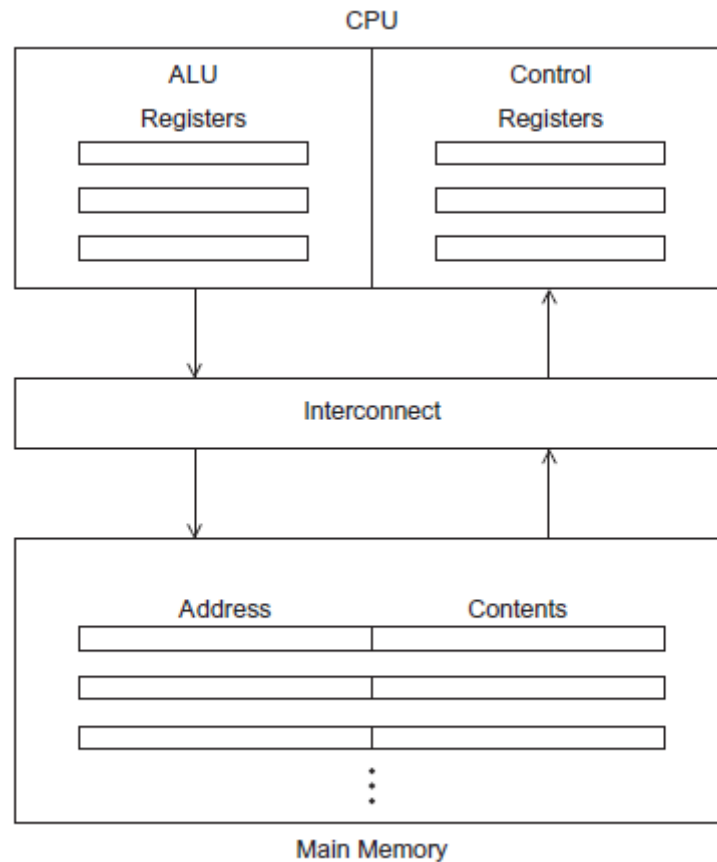 CPU
ALU
Control
Registers
Registers
Interconnect
Address
Contents
Main Memory